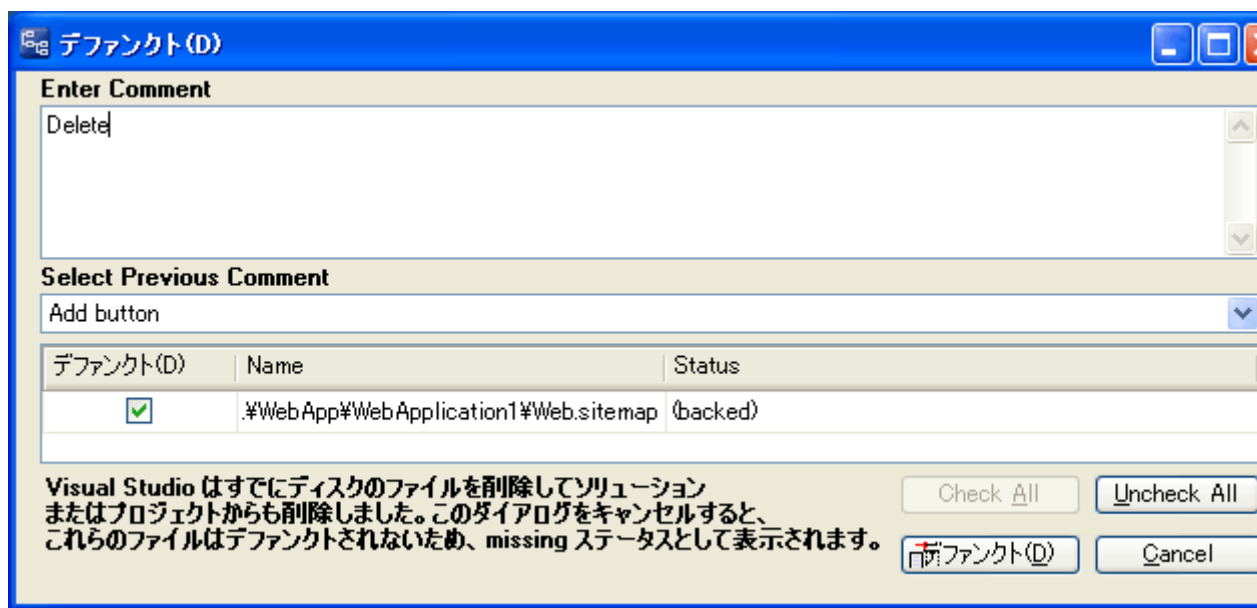 デファンクト(D)
Enter Comment
Delete
Select Previous Comment
Add button
デファンクト(D) Name Status
.¥WebApp¥WebApplication1¥Web.sitemap (backed)
Visual Studio はすでにディスクのファイルを削除してソリューション
またはプロジェクトからも削除しました。このダイアログをキャンセルすると、
これらのファイルはデファンクトされないため、missing ステータスとして表示されます。
Check All Uncheck All
デファンクト(D) Cancel